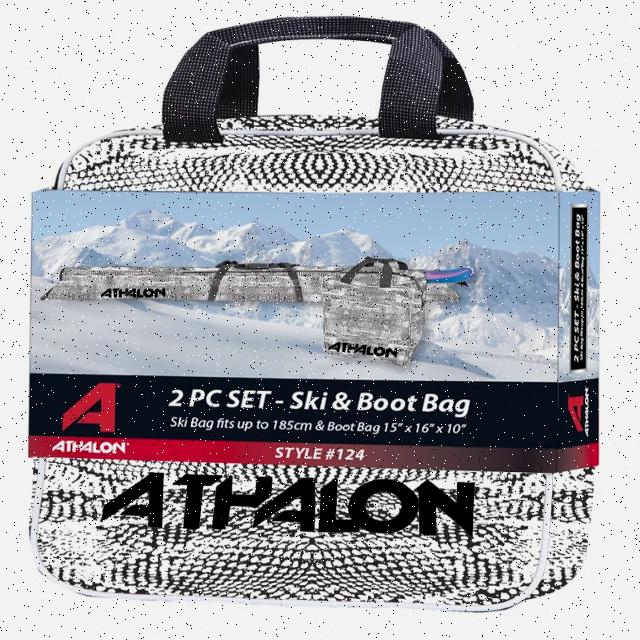 ATHALON
ATHALON
2 PC SET - Ski & Boot Bag
Ski Bag fits up to 185cm & Boot Bag 15" x 16" x 10"
ATHALON®
STYLE #124
ATHALON
2 PC SET - Ski & Boot Bag
ATHALON